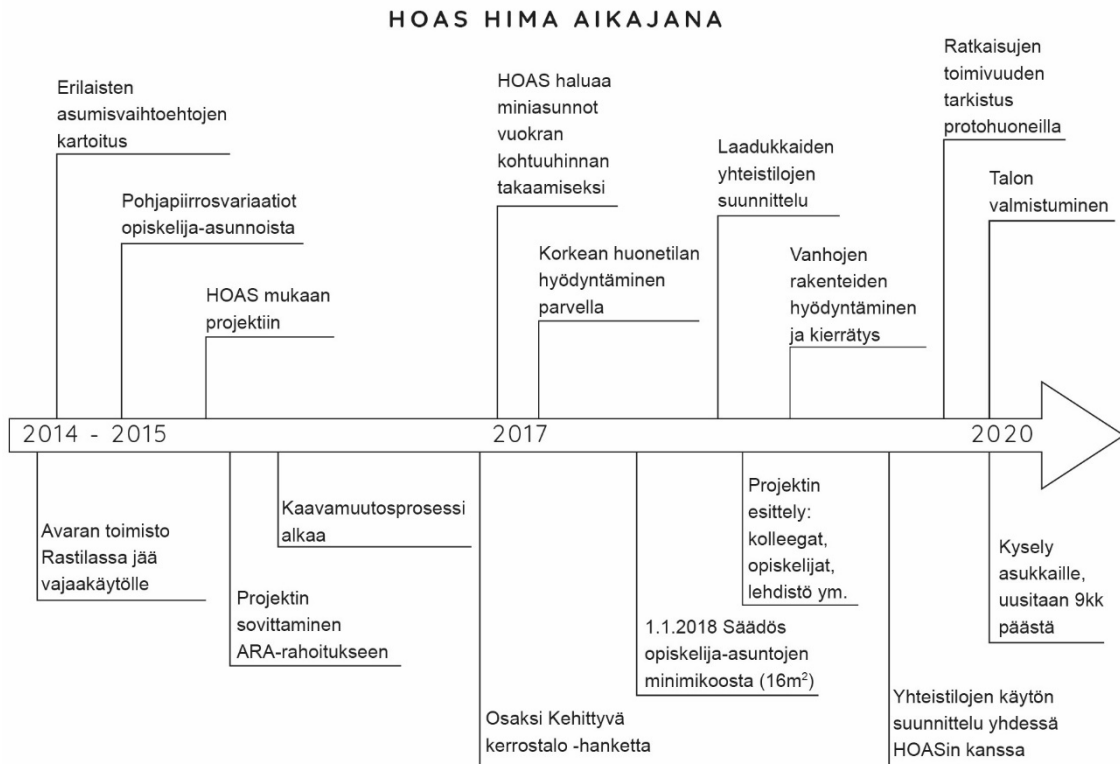 HOAS HIMA AIKAJANA
Erilaisten
asumisvaihtoehtojen
kartoitus
Pohjapiirrosvariaatiot
opiskelija-asunnoista
HOAS mukaan
projektiin
HOAS haluaa
miniasunnot
vuokran
kohtuuhinnan
takaamiseksi
Korkean huonetilan
hyödyntäminen
parvella
Laadukkaiden
yhteistilojen
suunnittelu
Vanhojen
rakenteiden
hyödyntäminen
ja kierrätys
Ratkaisujen
toimivuuden
tarkistus
protohuoneilla
Talon
valmistuminen
2014 - 2015
2017
2020
Avaran toimisto
Rastilassa jää
vajaakäytölle
Projektin
sovittaminen
ARA-rahoitukseen
Kaavamuutosprosessi
alkaa
Osaksi Kehittyvä
kerrostalo -hanketta
1.1.2018 Säädös
opiskelija-asuntojen
minimikoosta (16m²)
Projektin
esittely:
kolleegat,
opiskelijat,
lehdistö ym.
Yhteistilojen käytön
suunnittelu yhdessä
HOASin kanssa
Kysely
asukkaille,
uusitaan 9kk
päästä